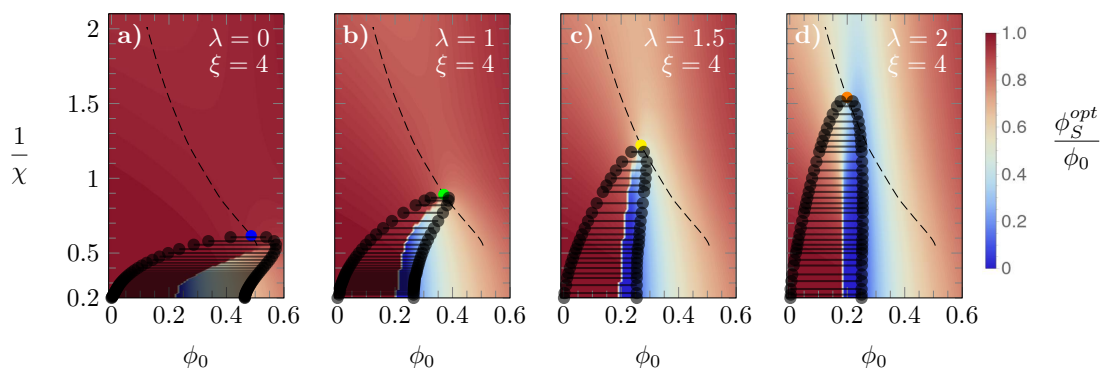 a) λ = 0
ξ = 4
b) λ = 1
ξ = 4
c) λ = 1.5
ξ = 4
d) λ = 2
ξ = 4
2
1.5
1
0.5
0.2
1/χ
0 0.2 0.4 0.6
0 0.2 0.4 0.6
0 0.2 0.4 0.6
0 0.2 0.4 0.6
ϕ₀ ϕ₀ ϕ₀ ϕ₀
1.0
0.8
0.6
0.4
0.2
0
ϕ_S^{opt}/ϕ₀